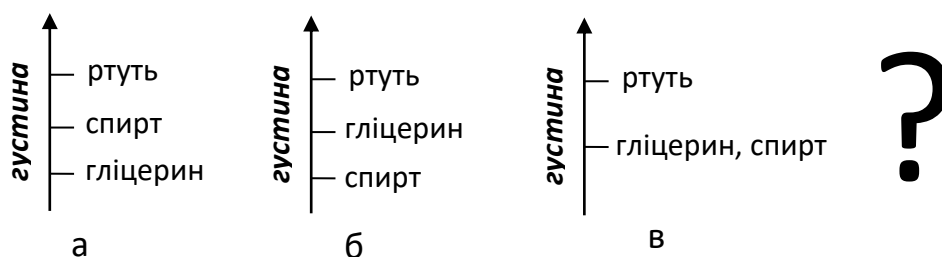 густина
ртуть
спирт
гліцерин
а
густина
ртуть
гліцерин
спирт
б
густина
ртуть
гліцерин, спирт
в
?